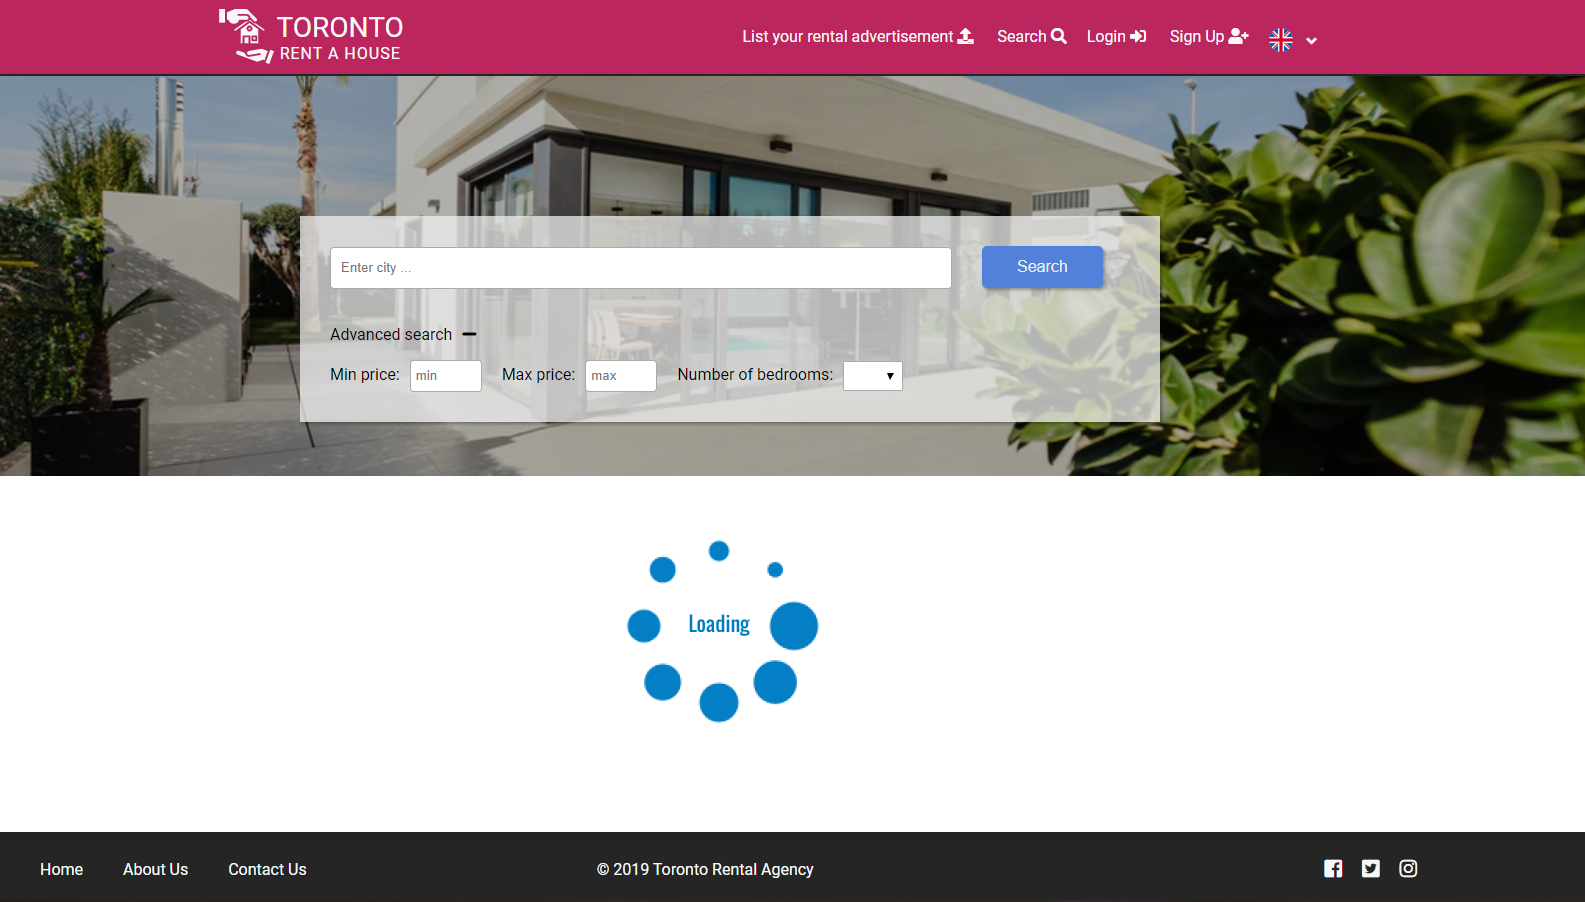 TORONTO
RENT A HOUSE
List your rental advertisement
Search
Login
Sign Up
Enter city ...
Search
Advanced search
Min price:
min
Max price:
max
Number of bedrooms:
Loading
Home
About Us
Contact Us
© 2019 Toronto Rental Agency